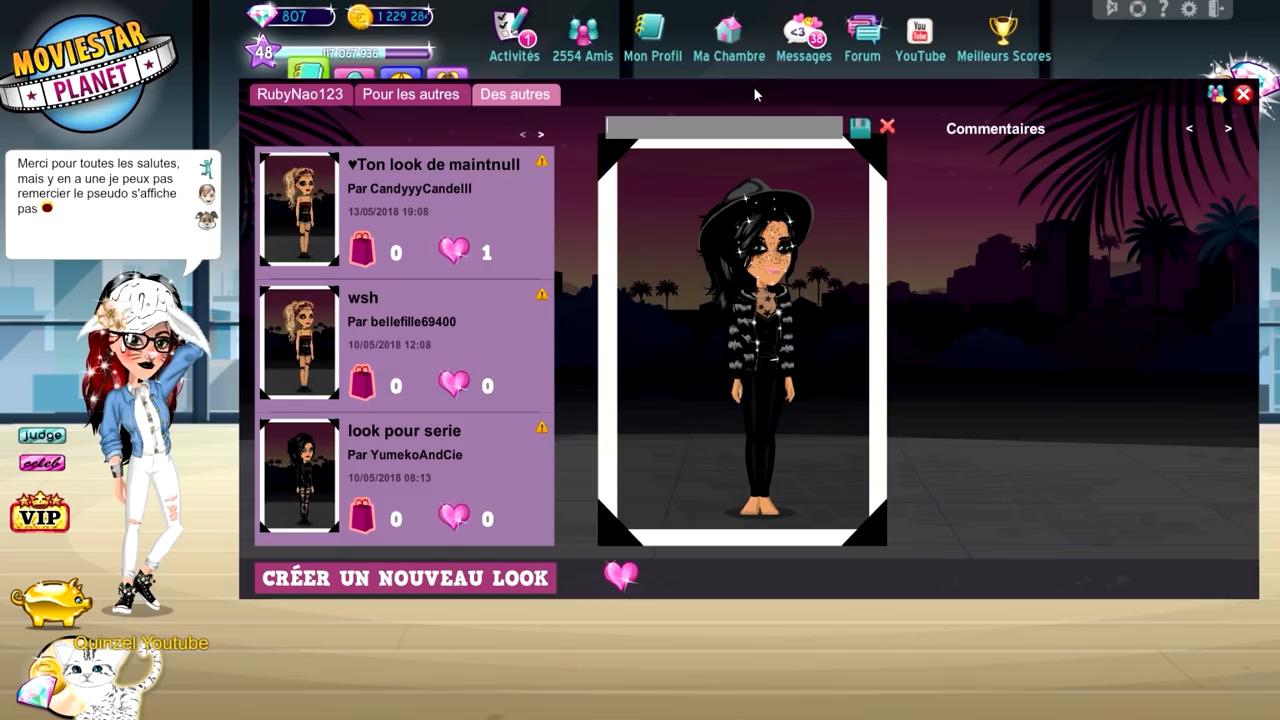 MOVIESTAR
PLANET
807
48
117 067 936
1
Activités
2554 Amis
Mon Profil
Ma Chambre
<3
38
Messages
Forum
You
Tube
YouTube
Meilleurs Scores
RubyNao123
Pour les autres
Des autres
< >
Commentaires
< >
Merci pour toutes les salutes,
mais y en a une je peux pas
remercier le pseudo s'affiche
pas
♥Ton look de maintnull
Par CandyyyCandelll
13/05/2018 19:08
0
1
wsh
Par bellefille69400
10/05/2018 12:08
0
0
look pour serie
Par YumekoAndCie
10/05/2018 08:13
0
0
judge
celeb
VIP
CRÉER UN NOUVEAU LOOK
Quinzel Youtube